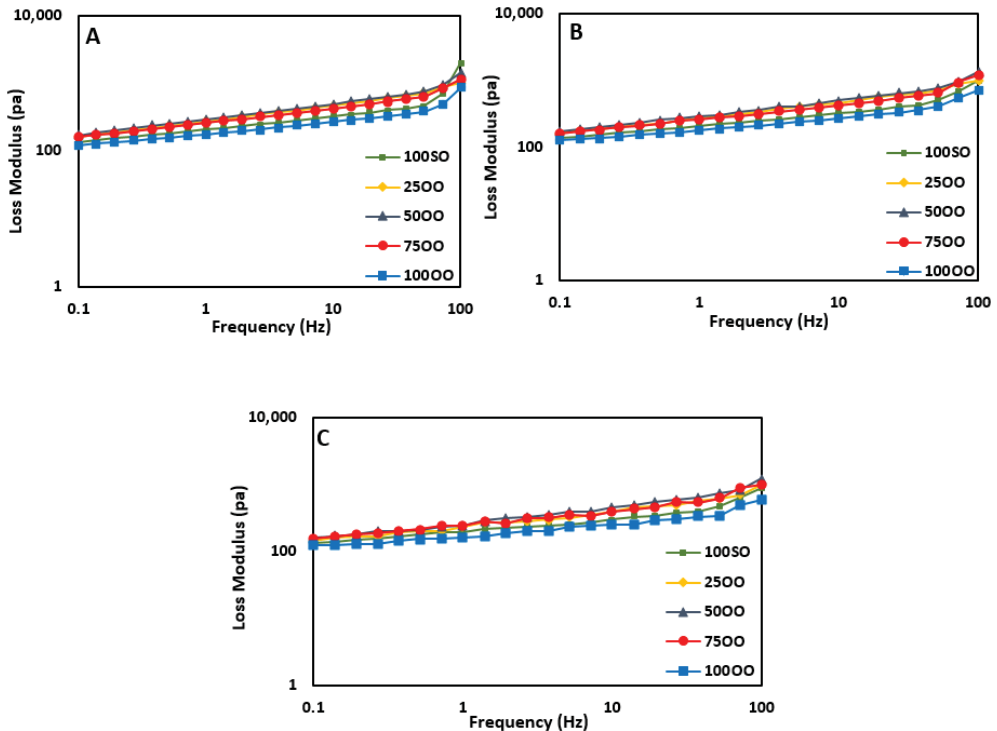 A
10,000
100
1
Loss Modulus (pa)
0.1
1
10
100
Frequency (Hz)
100SO
25OO
50OO
75OO
100OO
B
10,000
100
1
Loss Modulus (pa)
0.1
1
10
100
Frequency (Hz)
100SO
25OO
50OO
75OO
100OO
C
10,000
100
1
Loss Modulus (pa)
0.1
1
10
100
Frequency (Hz)
100SO
25OO
50OO
75OO
100OO